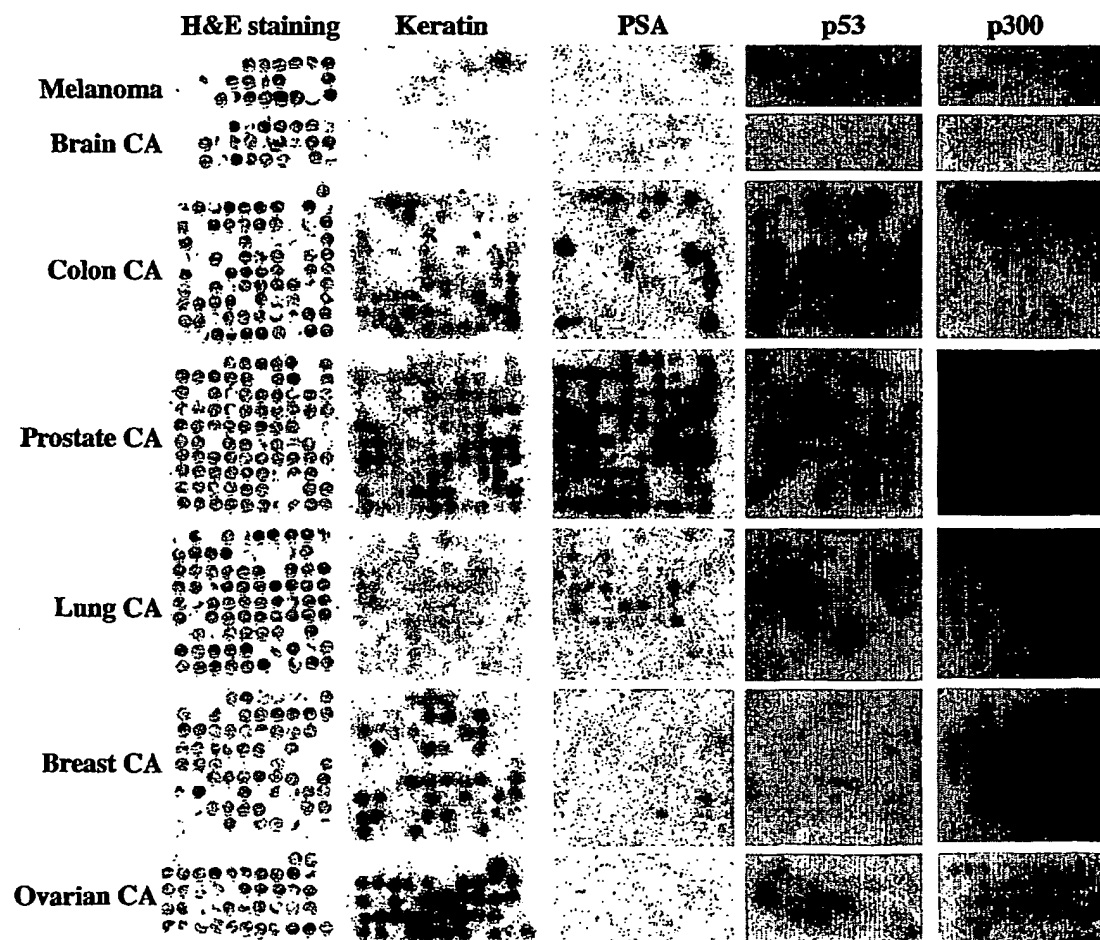 H&E staining Keratin PSA p53 p300
Melanoma
Brain CA
Colon CA
Prostate CA
Lung CA
Breast CA
Ovarian CA